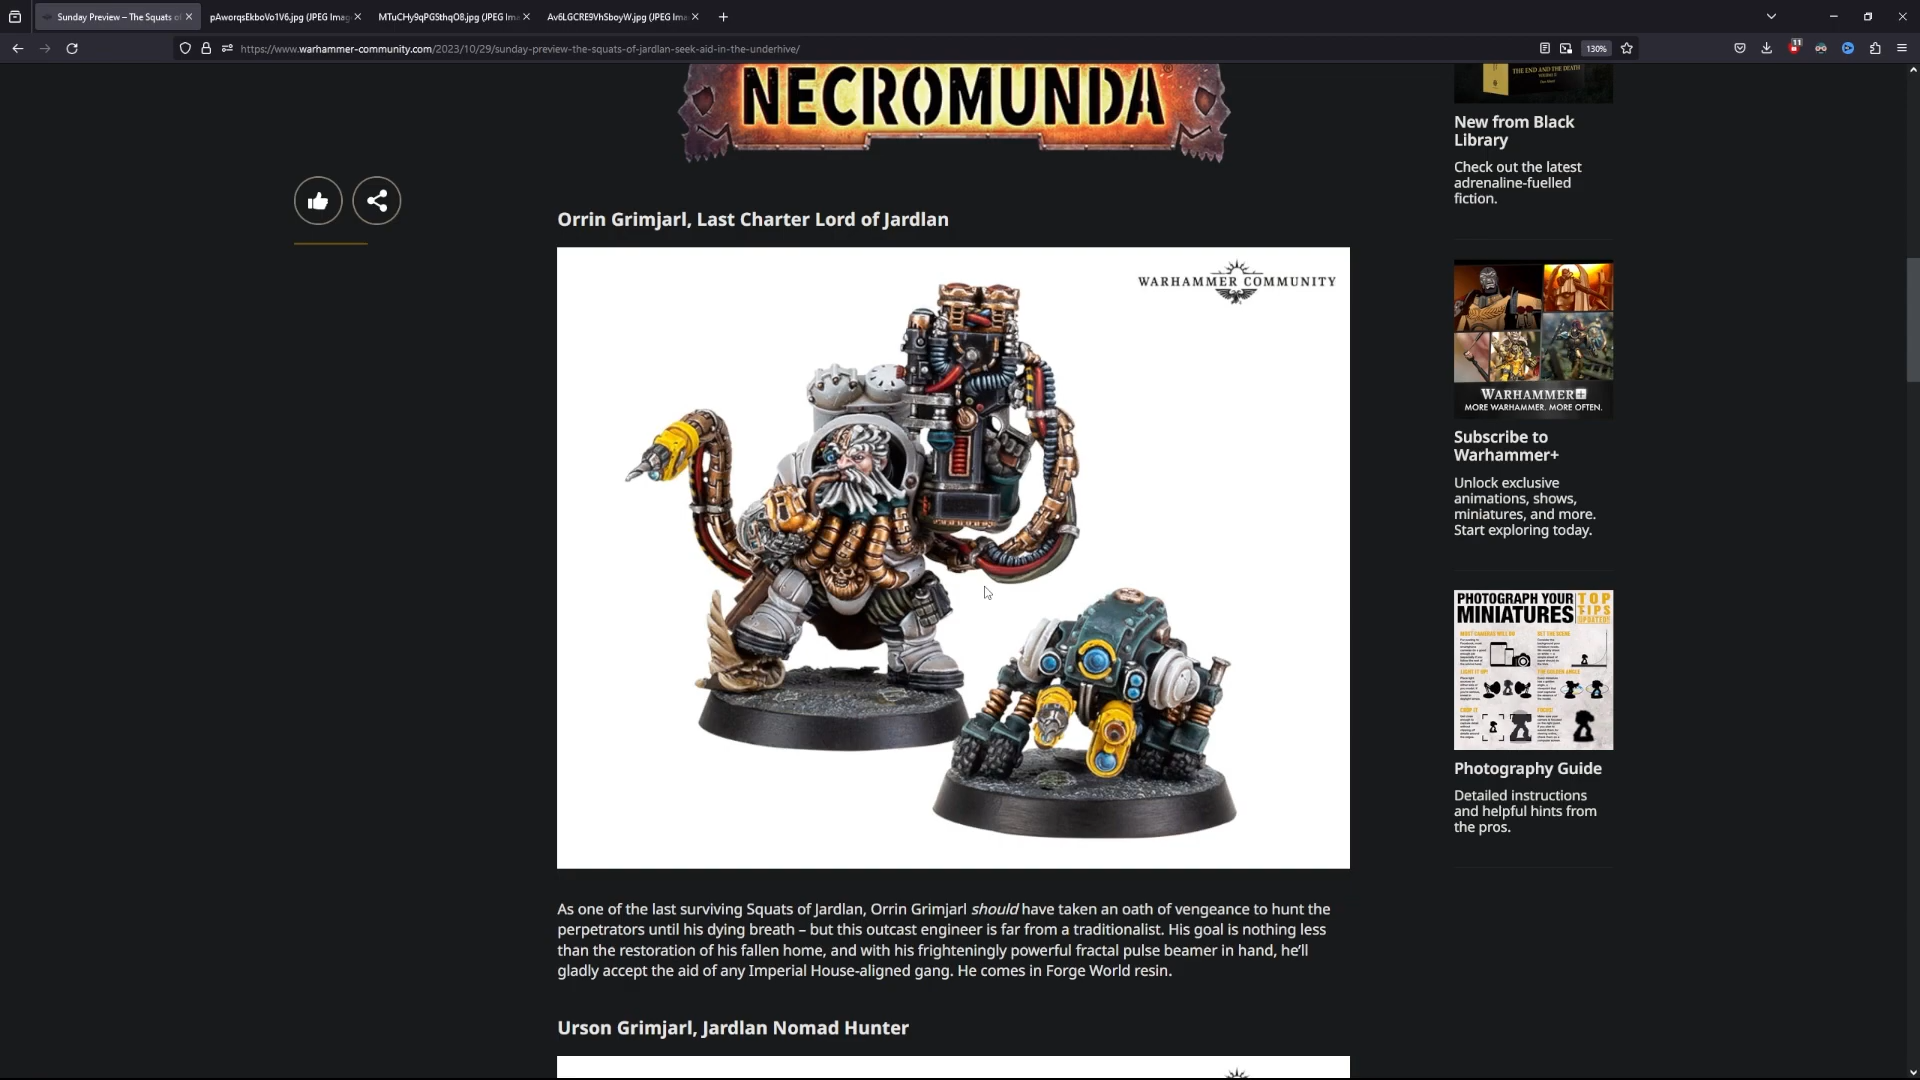 Sunday Preview – The Squats o
pAworqsEkboVo1V6.jpg (JPEG Imag
MTuCHy9qPGSthqO8.jpg (JPEG Im
Av6LGCRE9VhSboyW.jpg (JPEG Im
https://www.warhammer-community.com/2023/10/29/sunday-preview-the-squats-of-jardlan-seek-aid-in-the-underhive/
130%
11
NECROMUNDA
Orrin Grimjarl, Last Charter Lord of Jardlan
WARHAMMER COMMUNITY
As one of the last surviving Squats of Jardlan, Orrin Grimjarl should have taken an oath of vengeance to hunt the
perpetrators until his dying breath – but this outcast engineer is far from a traditionalist. His goal is nothing less
than the restoration of his fallen home, and with his frighteningly powerful fractal pulse beamer in hand, he'll
gladly accept the aid of any Imperial House-aligned gang. He comes in Forge World resin.
Urson Grimjarl, Jardlan Nomad Hunter
THE END AND THE DEATH
New from Black
Library
Check out the latest
adrenaline-fuelled
fiction.
WARHAMMER+
MORE WARHAMMER. MORE OFTEN.
Subscribe to
Warhammer+
Unlock exclusive
animations, shows,
miniatures, and more.
Start exploring today.
PHOTOGRAPH YOUR
MINIATURES
TOP
TIPS
Photography Guide
Detailed instructions
and helpful hints from
the pros.